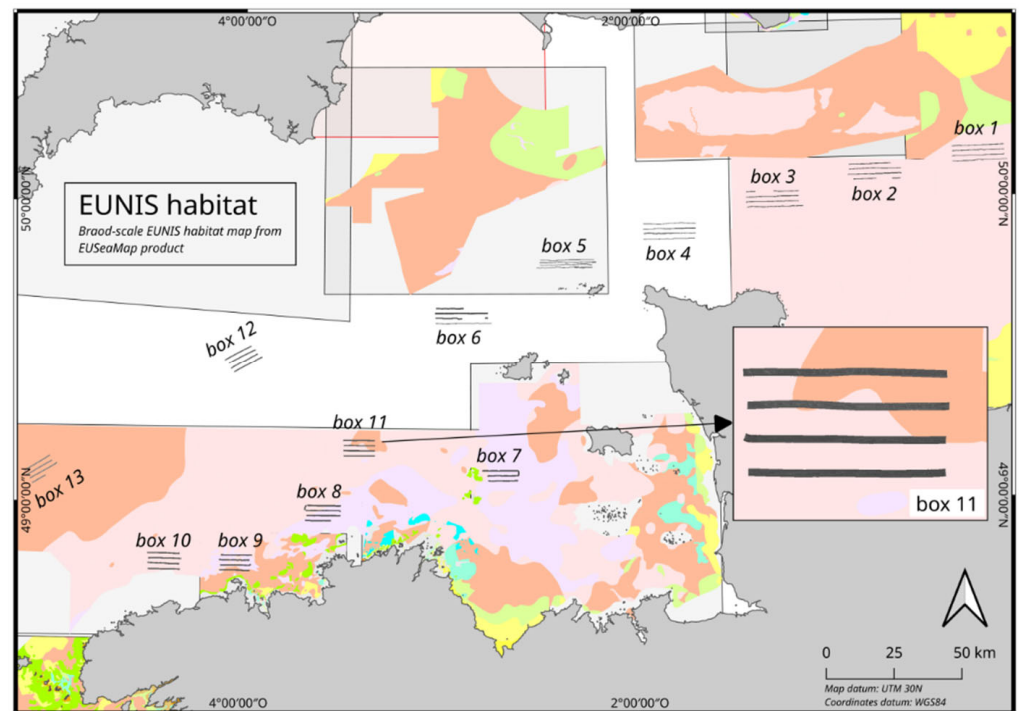 4°00'00"O
2°00'00"O
box 1
box 3
box 2
50°00'00"N
50°00'00"N
EUNIS habitat
Braod-scale EUNIS habitat map from
EUSeaMap product
box 5
box 4
box 12
box 6
box 11
box 7
box 13
box 8
49°00'00"N
49°00'00"N
box 11
box 10
box 9
0 25 50 km
Map datum: UTM 30N
Coordinates datum: WGS84
4°00'00"O
2°00'00"O